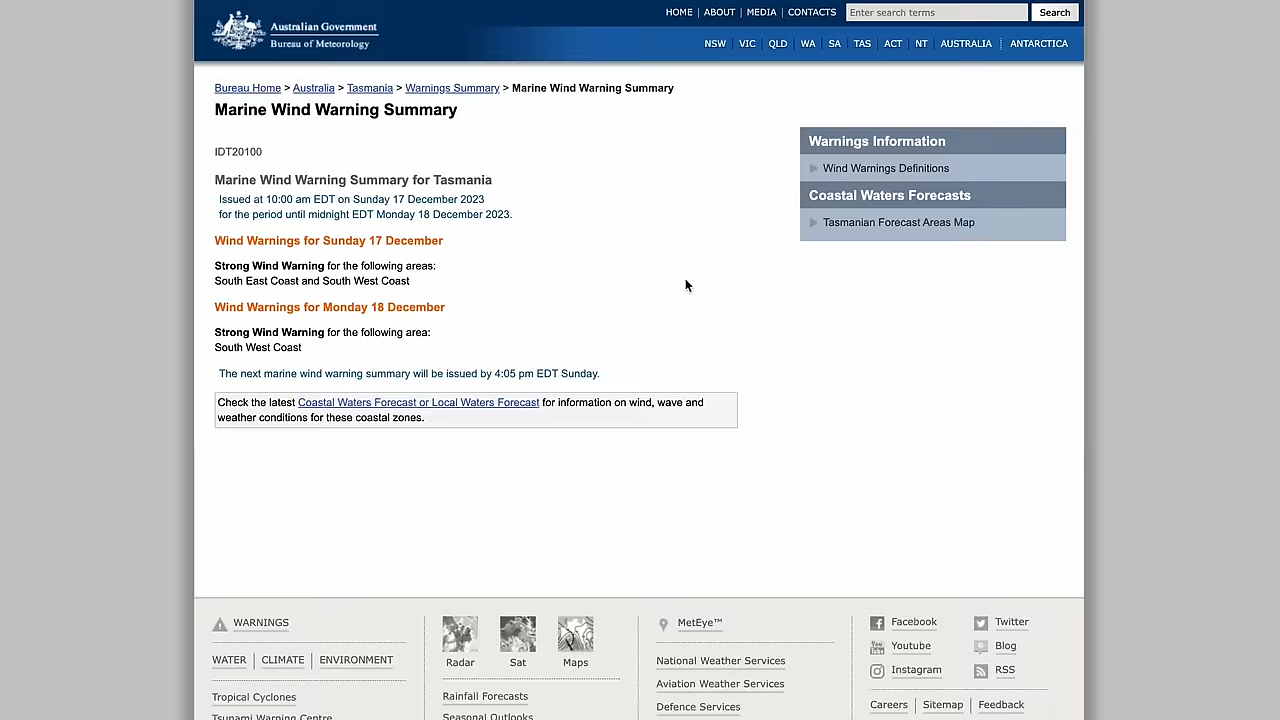 Australian Government
Bureau of Meteorology
HOME | ABOUT | MEDIA | CONTACTS
Enter search terms
Search
NSW | VIC | QLD | WA | SA | TAS | ACT | NT | AUSTRALIA | ANTARCTICA
Bureau Home > Australia > Tasmania > Warnings Summary > Marine Wind Warning Summary
Marine Wind Warning Summary
IDT20100
Marine Wind Warning Summary for Tasmania
Issued at 10:00 am EDT on Sunday 17 December 2023
for the period until midnight EDT Monday 18 December 2023.
Wind Warnings for Sunday 17 December
Strong Wind Warning for the following areas:
South East Coast and South West Coast
Wind Warnings for Monday 18 December
Strong Wind Warning for the following area:
South West Coast
The next marine wind warning summary will be issued by 4:05 pm EDT Sunday.
Check the latest Coastal Waters Forecast or Local Waters Forecast for information on wind, wave and
weather conditions for these coastal zones.
Warnings Information
Wind Warnings Definitions
Coastal Waters Forecasts
Tasmanian Forecast Areas Map
WARNINGS
WATER | CLIMATE | ENVIRONMENT
Tropical Cyclones
Tsunami Warning Centre
Radar
Sat
Maps
Rainfall Forecasts
Seasonal Outlooks
MetEye™
National Weather Services
Aviation Weather Services
Defence Services
Facebook
Twitter
Youtube
Blog
Instagram
RSS
Careers | Sitemap | Feedback